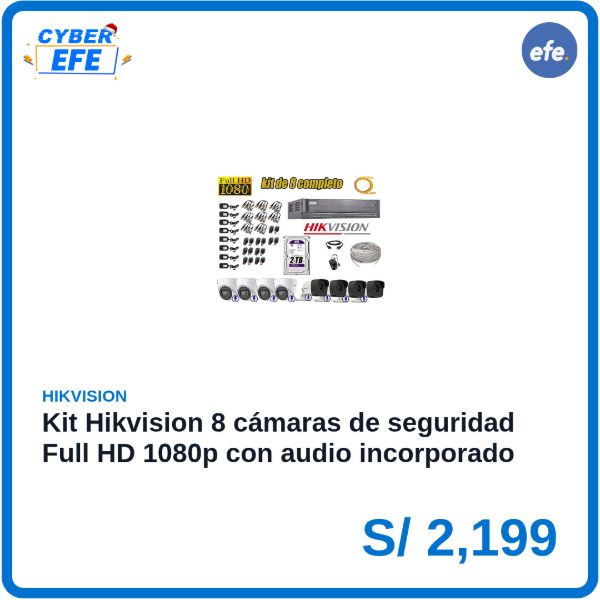 CYBER
EFE
efe.
Full HD
1080
kit de 8 completo
HIKVISION
2TB
HIKVISION
Kit Hikvision 8 cámaras de seguridad
Full HD 1080p con audio incorporado
S/ 2,199